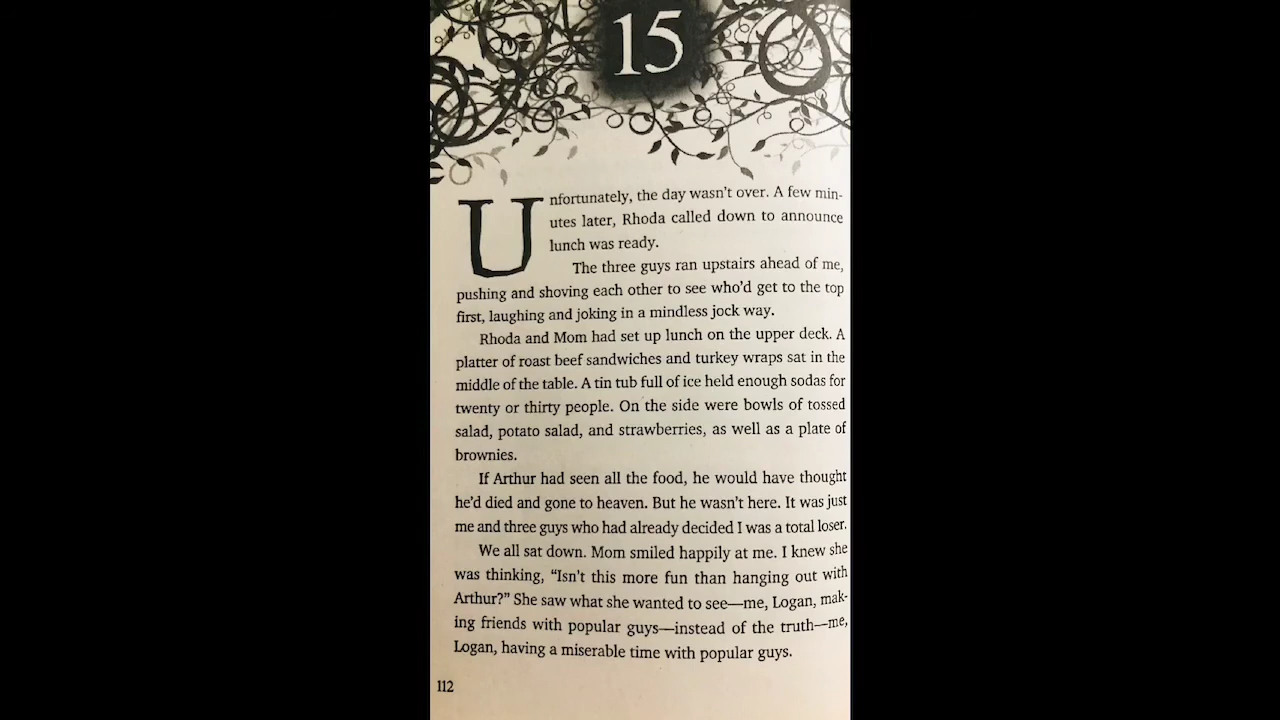 15
Unfortunately, the day wasn't over. A few min-
utes later, Rhoda called down to announce
lunch was ready.
The three guys ran upstairs ahead of me,
pushing and shoving each other to see who'd get to the top
first, laughing and joking in a mindless jock way.
Rhoda and Mom had set up lunch on the upper deck. A
platter of roast beef sandwiches and turkey wraps sat in the
middle of the table. A tin tub full of ice held enough sodas for
twenty or thirty people. On the side were bowls of tossed
salad, potato salad, and strawberries, as well as a plate of
brownies.
If Arthur had seen all the food, he would have thought
he'd died and gone to heaven. But he wasn't here. It was just
me and three guys who had already decided I was a total loser.
We all sat down. Mom smiled happily at me. I knew she
was thinking, “Isn't this more fun than hanging out with
Arthur?” She saw what she wanted to see—me, Logan, mak-
ing friends with popular guys—instead of the truth—me,
Logan, having a miserable time with popular guys.
112